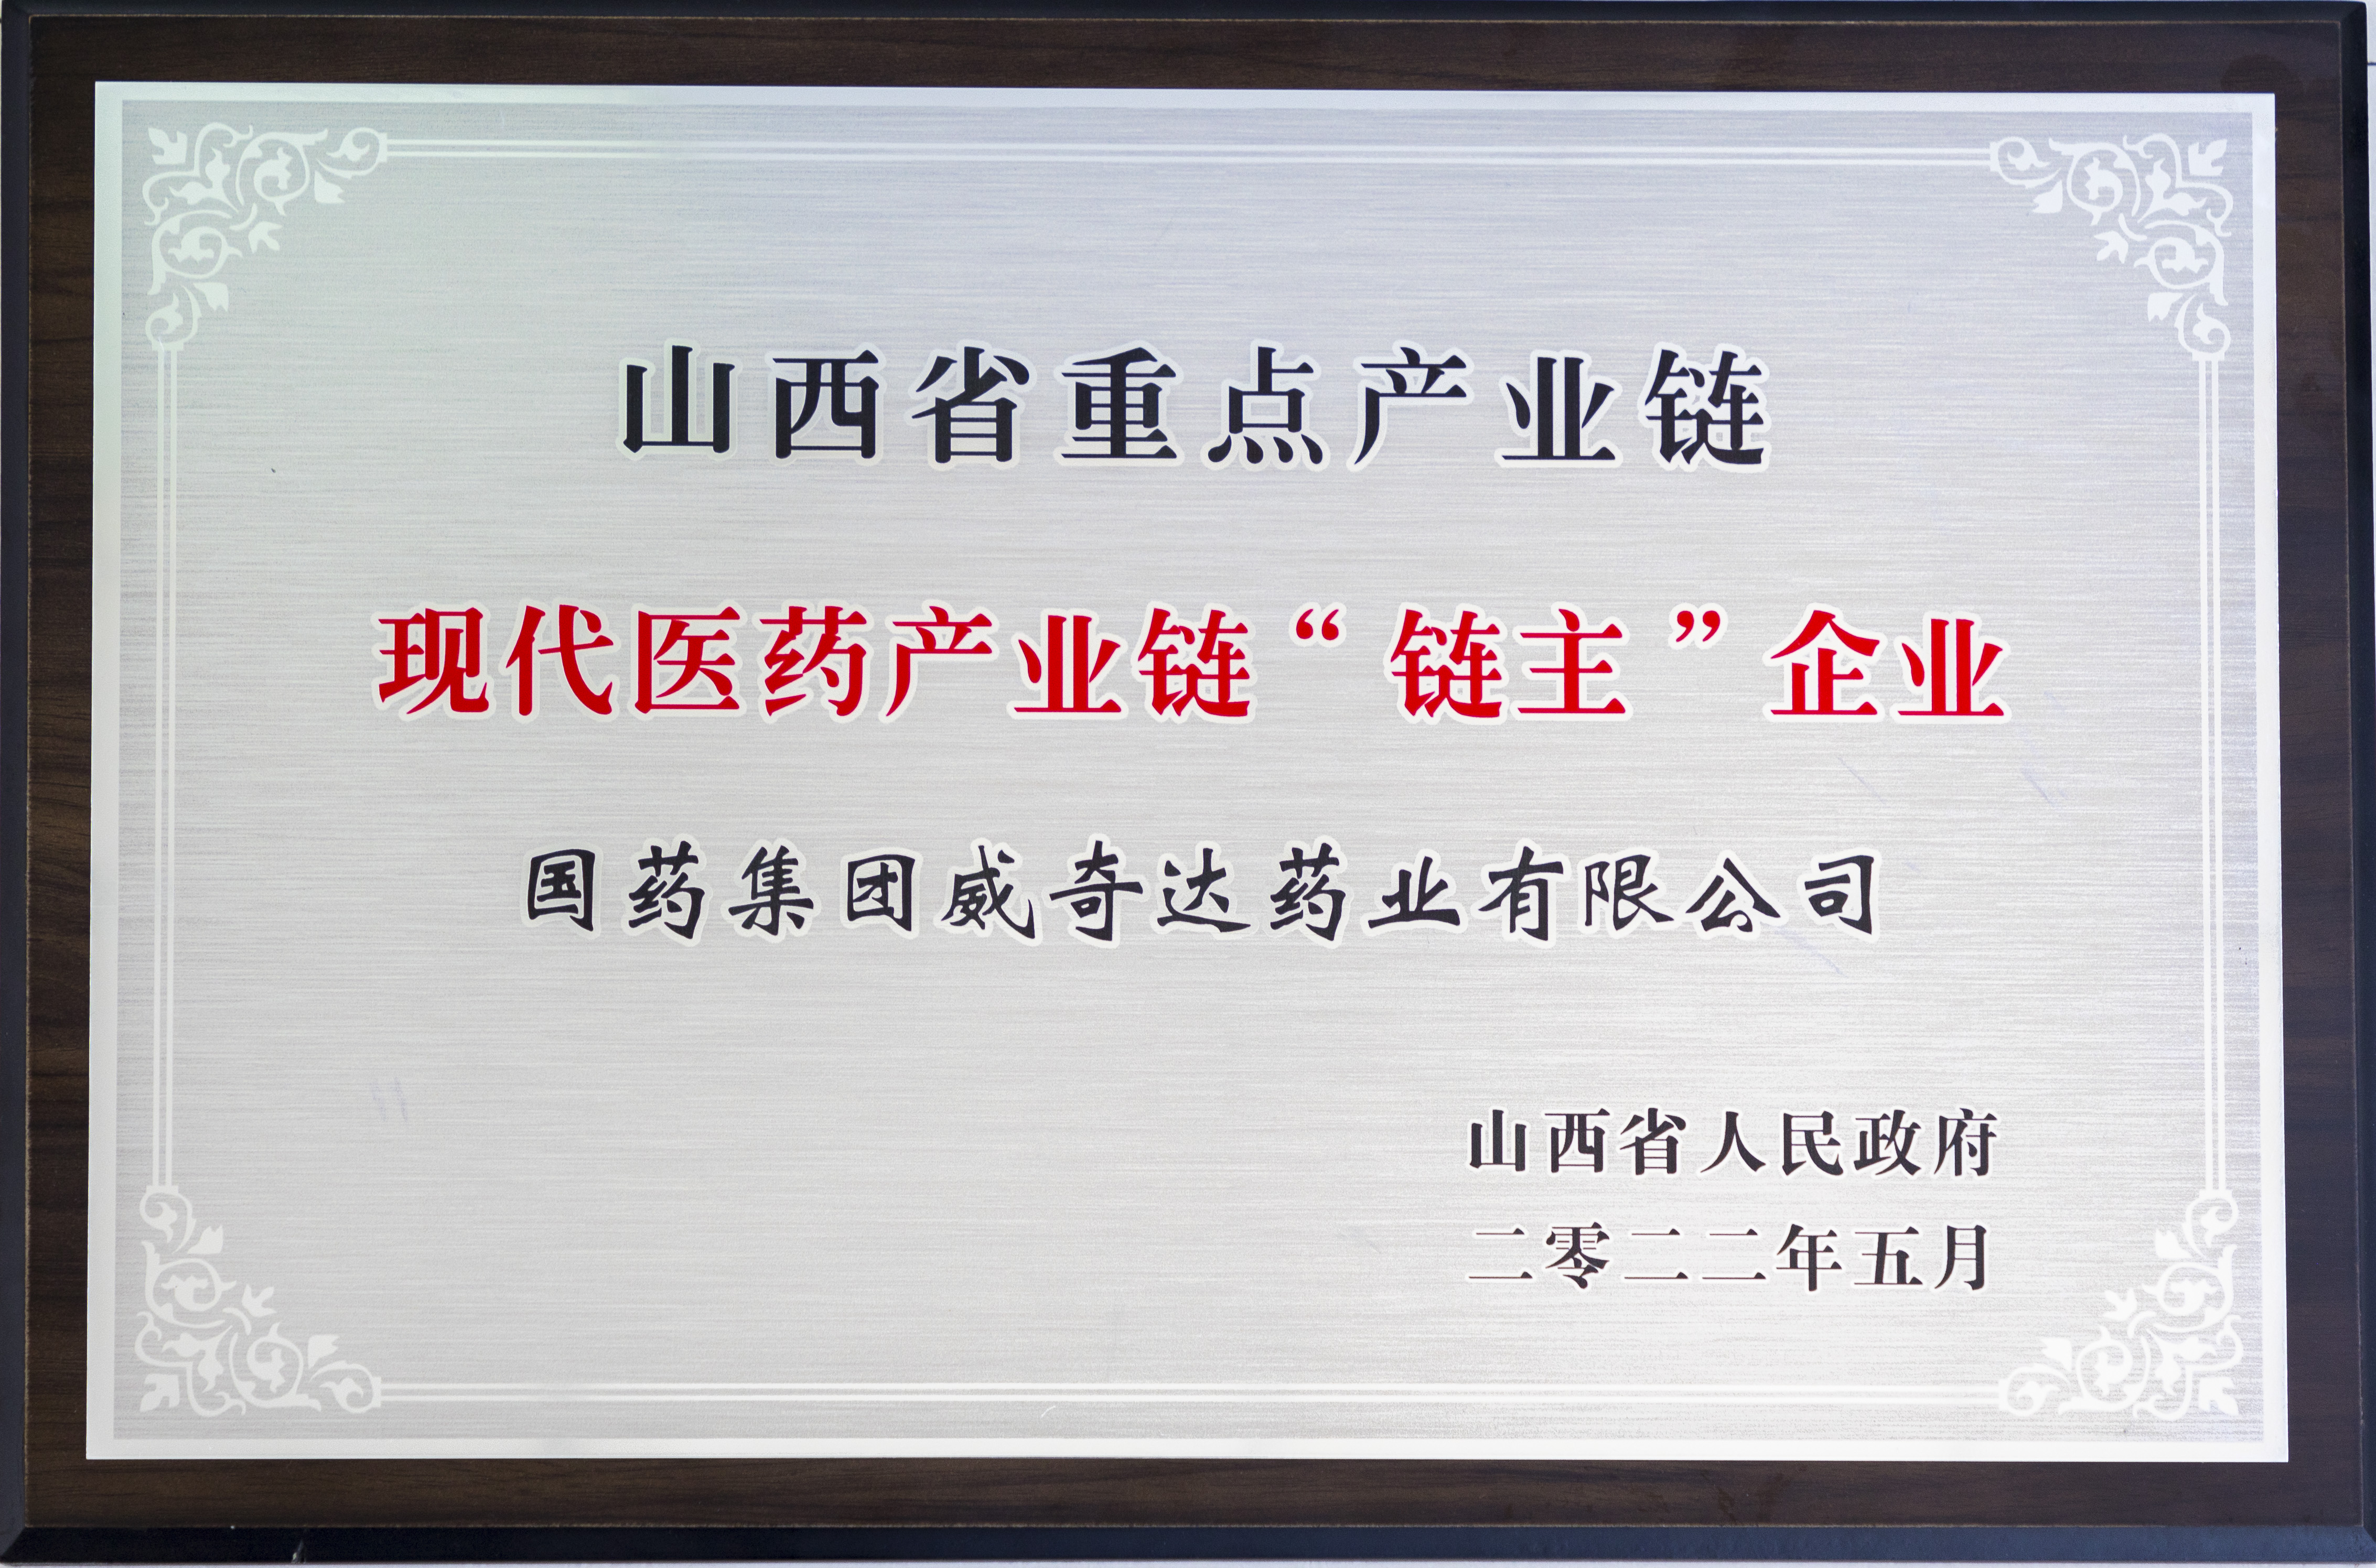 山西省重点产业链
现代医药产业链“链主”企业
国药集团威奇达药业有限公司
山西省人民政府
二零二二年五月